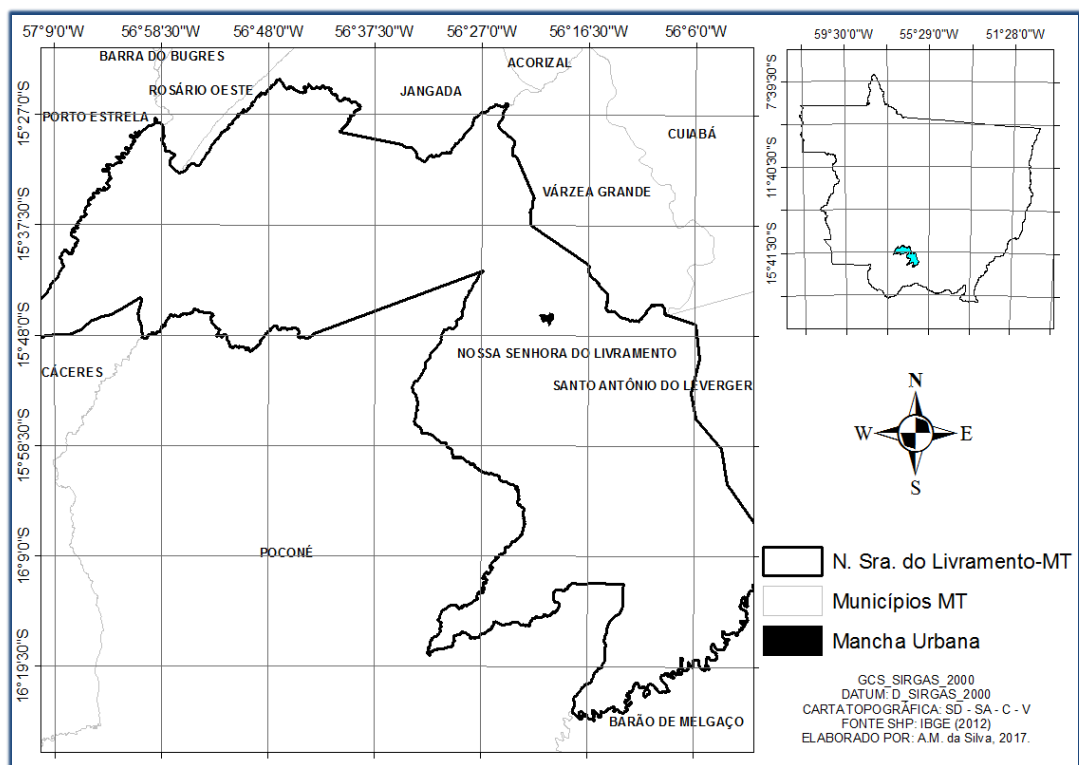 57°9'0"W 56°58'30"W 56°48'0"W 56°37'30"W 56°27'0"W 56°16'30"W 56°6'0"W
BARRA DO BUGRES
ACORIZAL
ROSÁRIO OESTE
JANGADA
PORTO ESTRELA
CUIABÁ
VÁRZEA GRANDE
NOSSA SENHORA DO LIVRAMENTO
CÁCERES
SANTO ANTÔNIO DO LEVERGER
POCONÉ
BARÃO DE MELGAÇO
15°27'0"S
15°37'30"S
15°48'0"S
15°58'30"S
16°9'0"S
16°19'30"S
59°30'0"W 55°29'0"W 51°28'0"W
7°39'30"S
11°40'30"S
15°41'30"S
N
W E
S
N. Sra. do Livramento-MT
Municípios MT
Mancha Urbana
GCS_SIRGAS_2000
DATUM: D_SIRGAS_2000
CARTA TOPOGRÁFICA: SD - SA - C - V
FONTE SHP: IBGE (2012)
ELABORADO POR: A.M. da Silva, 2017.